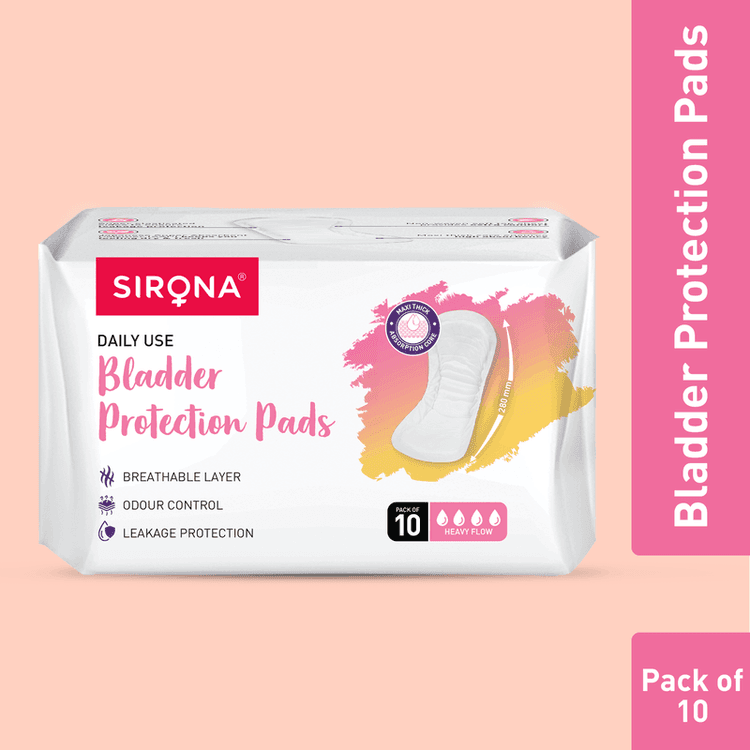 SIRONA®
DAILY USE
Bladder
Protection Pads
BREATHABLE LAYER
ODOUR CONTROL
LEAKAGE PROTECTION
MAXI THICK
ABSORPTION CORE
280 mm
PACK OF
10
HEAVY FLOW
Bladder Protection Pads
Pack of
10